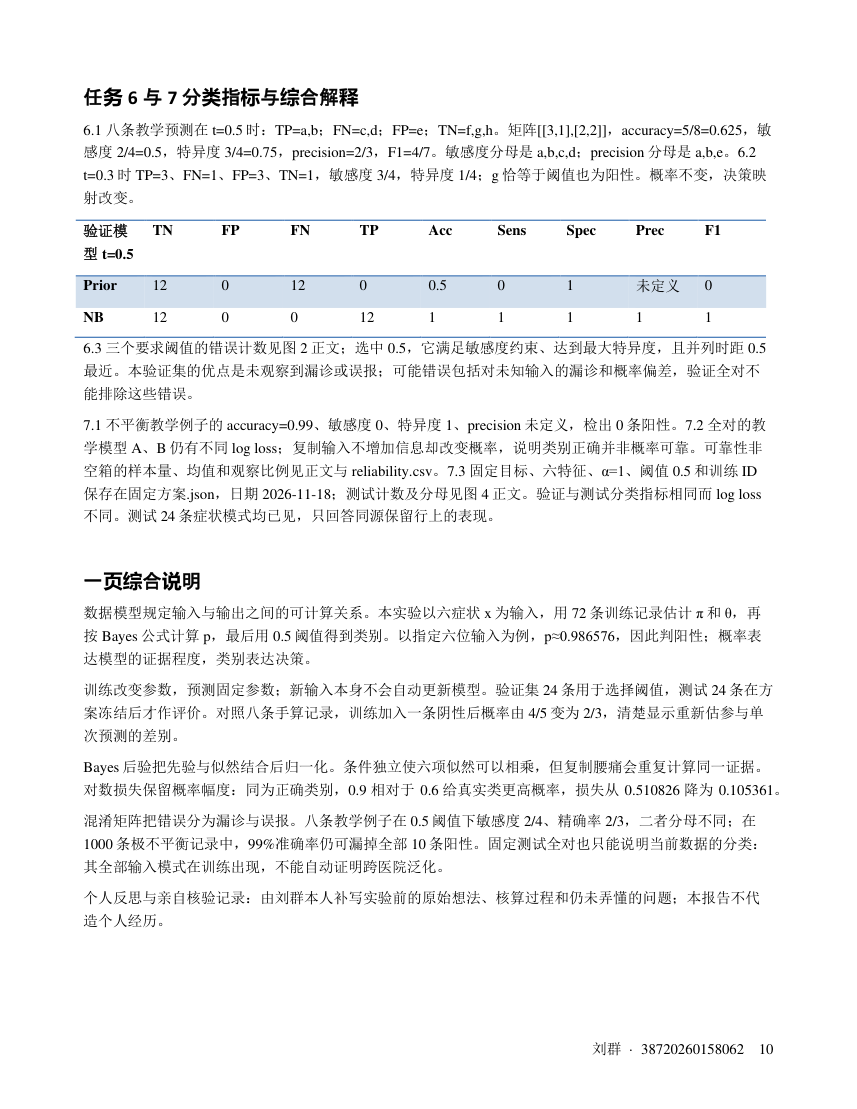 任务 6 与 7 分类指标与综合解释
6.1 八条教学预测在 t=0.5 时：TP=a,b；FN=c,d；FP=e；TN=f,g,h。矩阵[[3,1],[2,2]]，accuracy=5/8=0.625，敏
感度 2/4=0.5，特异度 3/4=0.75，precision=2/3，F1=4/7。敏感度分母是 a,b,c,d；precision 分母是 a,b,e。6.2
t=0.3 时 TP=3、FN=1、FP=3、TN=1，敏感度 3/4，特异度 1/4；g 恰等于阈值也为阳性。概率不变，决策映
射改变。
验证模 TN FP FN TP Acc Sens Spec Prec F1
型 t=0.5
Prior 12 0 12 0 0.5 0 1 未定义 0
NB 12 0 0 12 1 1 1 1 1
6.3 三个要求阈值的错误计数见图 2 正文；选中 0.5，它满足敏感度约束、达到最大特异度，且并列时距 0.5
最近。本验证集的优点是未观察到漏诊或误报；可能错误包括对未知输入的漏诊和概率偏差，验证全对不
能排除这些错误。
7.1 不平衡教学例子的 accuracy=0.99、敏感度 0、特异度 1、precision 未定义，检出 0 条阳性。7.2 全对的教
学模型 A、B 仍有不同 log loss；复制输入不增加信息却改变概率，说明类别正确并非概率可靠。可靠性非
空箱的样本量、均值和观察比例见正文与 reliability.csv。7.3 固定目标、六特征、α=1、阈值 0.5 和训练 ID
保存在固定方案.json，日期 2026-11-18；测试计数及分母见图 4 正文。验证与测试分类指标相同而 log loss
不同。测试 24 条症状模式均已见，只回答同源保留行上的表现。
一页综合说明
数据模型规定输入与输出之间的可计算关系。本实验以六症状 x 为输入，用 72 条训练记录估计 π 和 θ，再
按 Bayes 公式计算 p，最后用 0.5 阈值得到类别。以指定六位输入为例，p≈0.986576，因此判阳性；概率表
达模型的证据程度，类别表达决策。
训练改变参数，预测固定参数；新输入本身不会自动更新模型。验证集 24 条用于选择阈值，测试 24 条在方
案冻结后才作评价。对照八条手算记录，训练加入一条阴性后概率由 4/5 变为 2/3，清楚显示重新估参与单
次预测的差别。
Bayes 后验把先验与似然结合后归一化。条件独立使六项似然可以相乘，但复制腰痛会重复计算同一证据。
对数损失保留概率幅度：同为正确类别，0.9 相对于 0.6 给真实类更高概率，损失从 0.510826 降为 0.105361。
混淆矩阵把错误分为漏诊与误报。八条教学例子在 0.5 阈值下敏感度 2/4、精确率 2/3，二者分母不同；在
1000 条极不平衡记录中，99%准确率仍可漏掉全部 10 条阳性。固定测试全对也只能说明当前数据的分类：
其全部输入模式在训练出现，不能自动证明跨医院泛化。
个人反思与亲自核验记录：由刘群本人补写实验前的原始想法、核算过程和仍未弄懂的问题；本报告不代
造个人经历。
刘群 · 38720260158062 10